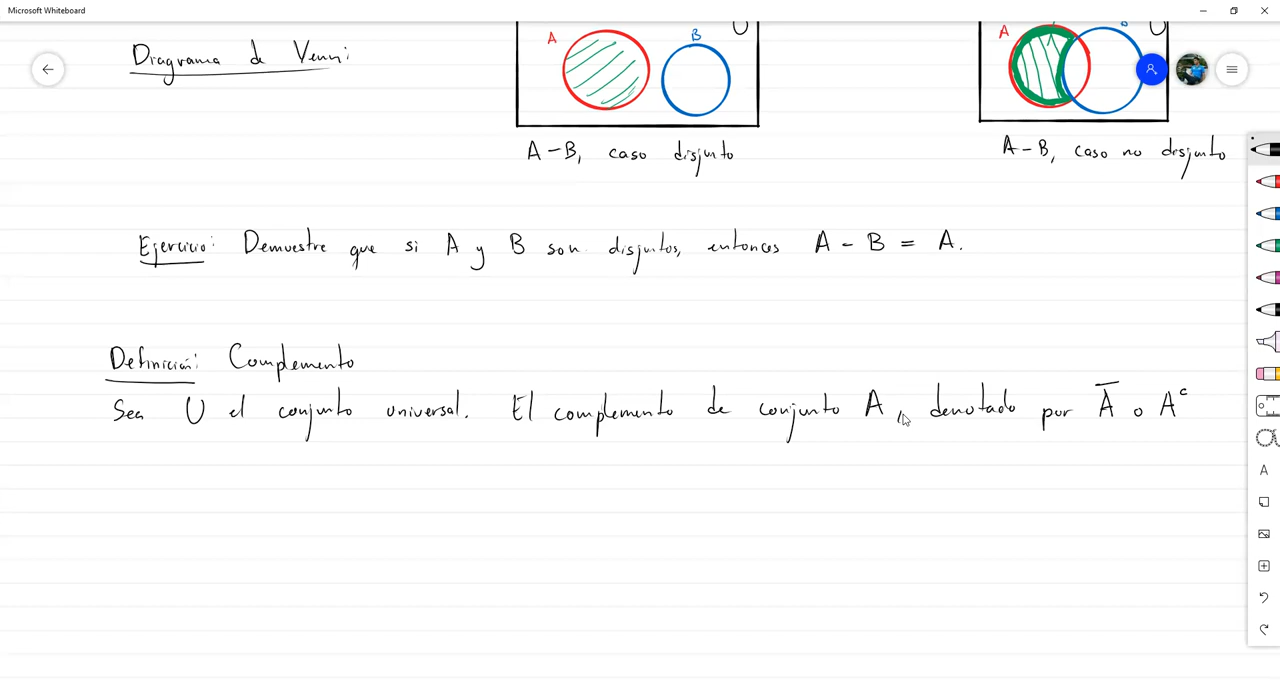 Microsoft Whiteboard
Diagrama de Venn:
A B U
A B U
A - B, caso disjunto
A - B, caso no disjunto
Ejercicio: Demuestre que si A y B son disjuntos, entonces A - B = A.
Definición: Complemento
Sea U el conjunto universal. El complemento de conjunto A, denotado por Ā o Aᶜ
A